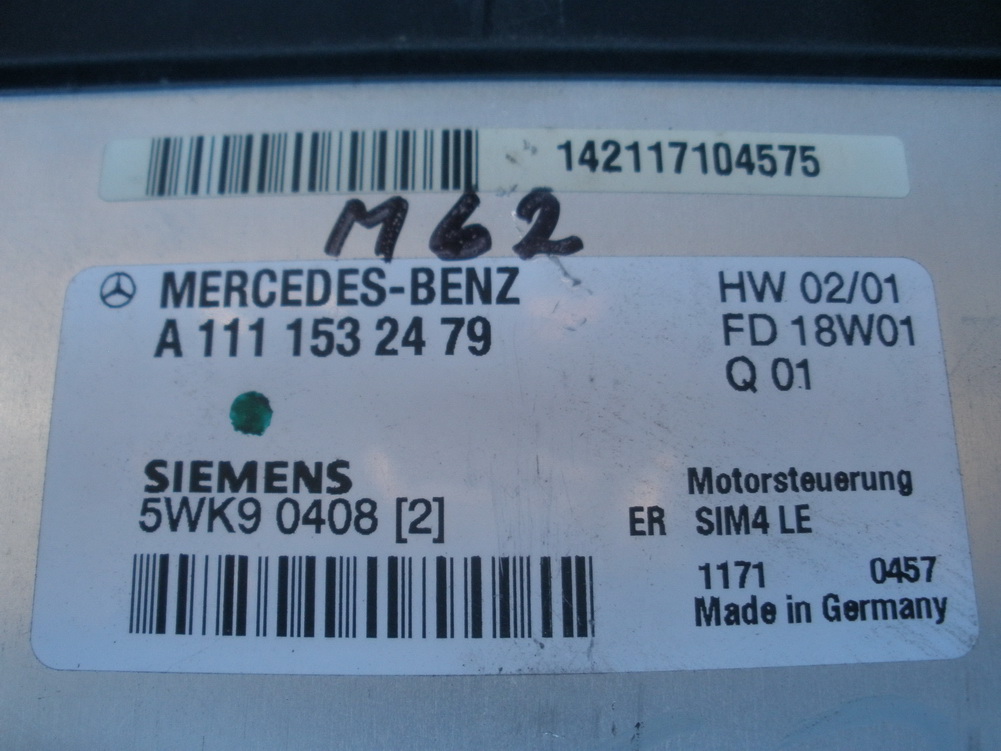 142117104575
M62
MERCEDES-BENZ
A 111 153 24 79
HW 02/01
FD 18W01
Q 01
SIEMENS
5WK9 0408 [2]
Motorsteuerung
ER SIM4 LE
1171 0457
Made in Germany